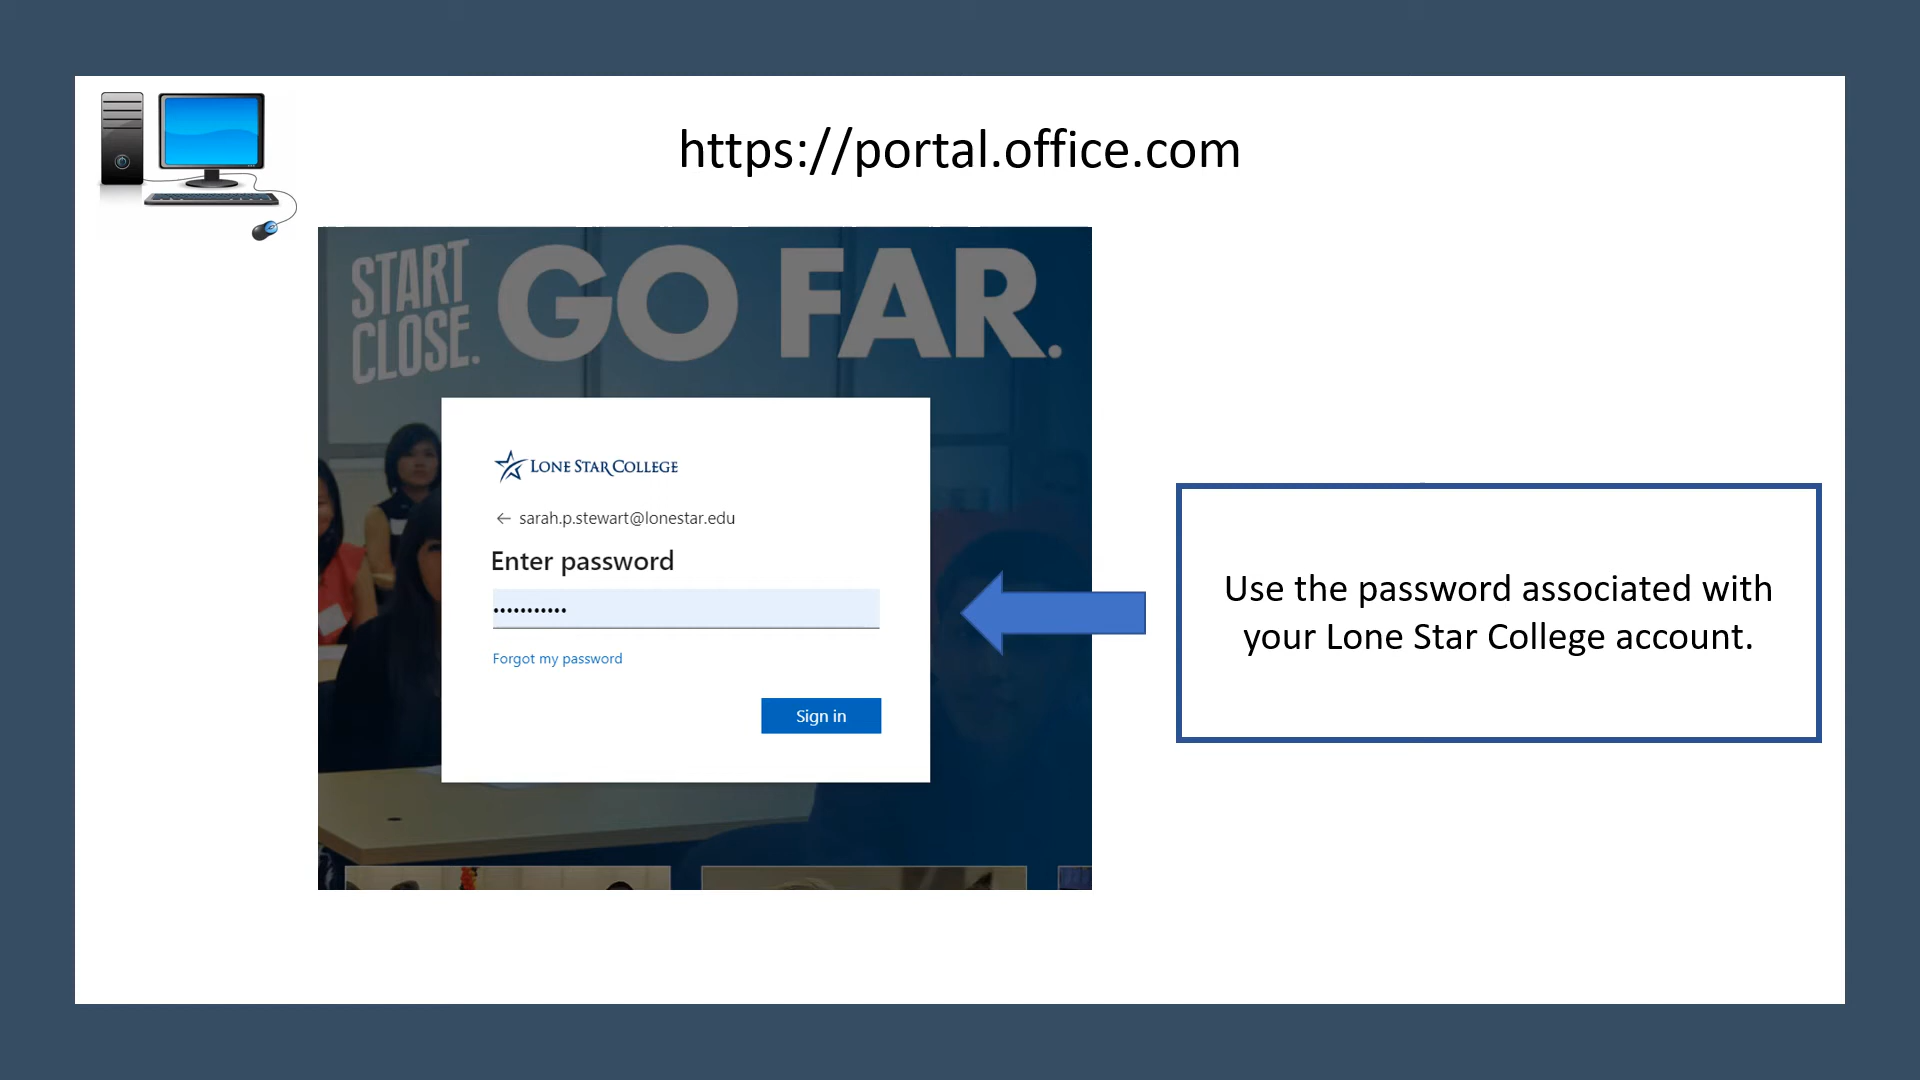 https://portal.office.com
START
CLOSE.
GO FAR.
LONE STAR COLLEGE
sarah.p.stewart@lonestar.edu
Enter password
•••••••••••
Forgot my password
Sign in
Use the password associated with
your Lone Star College account.